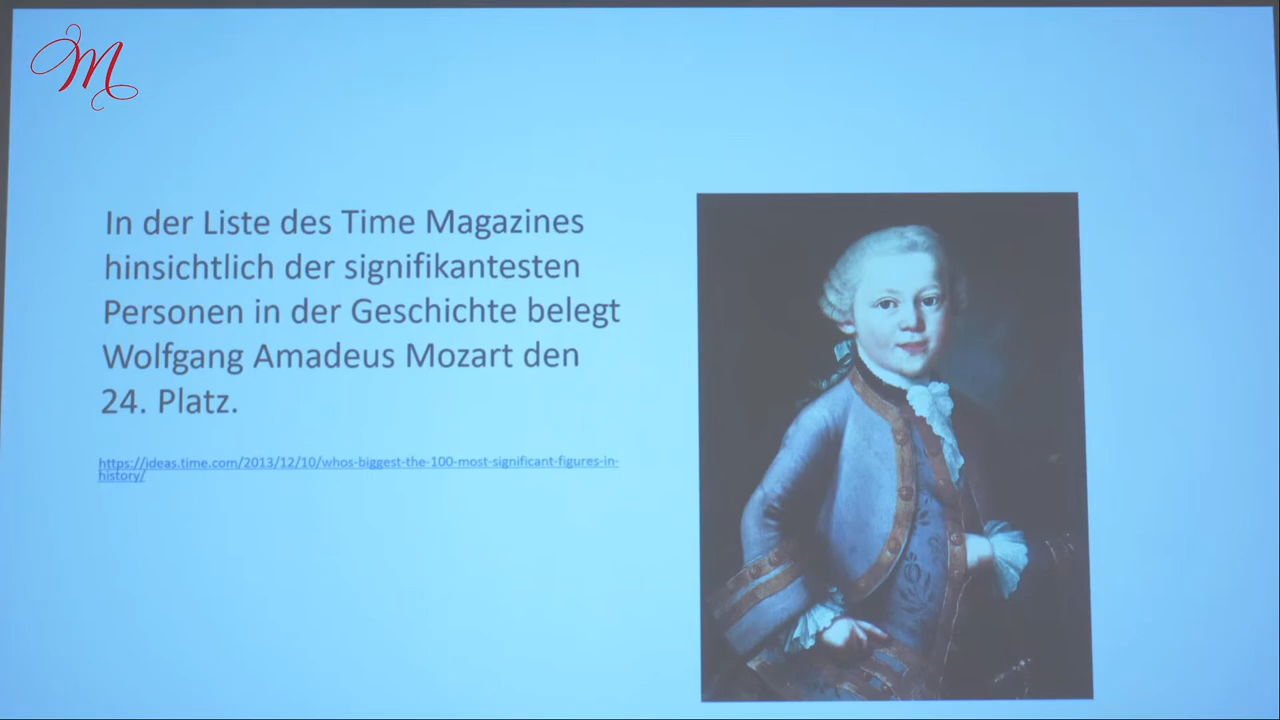 M
In der Liste des Time Magazines
hinsichtlich der signifikantesten
Personen in der Geschichte belegt
Wolfgang Amadeus Mozart den
24. Platz.
https://ideas.time.com/2013/12/10/whos-biggest-the-100-most-significant-figures-in-
history/